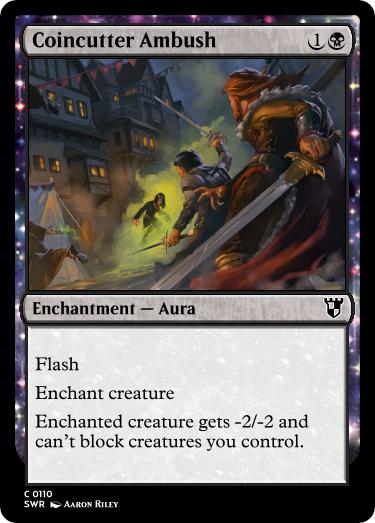 Coincutter Ambush 1
Enchantment — Aura
Flash
Enchant creature
Enchanted creature gets -2/-2 and
can't block creatures you control.
C 0110
SWR Aaron Riley